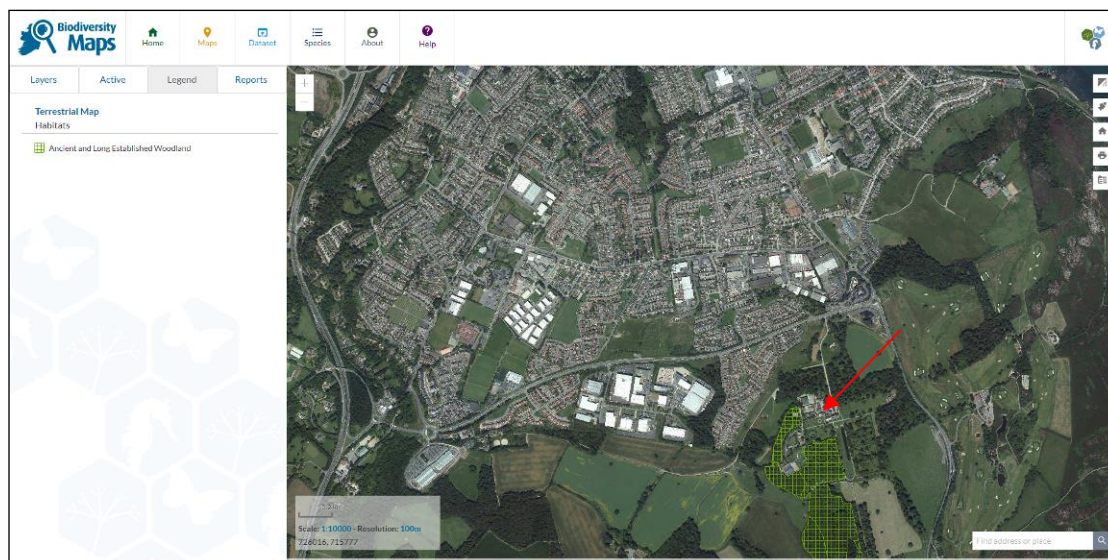 Biodiversity
Maps
Home
Maps
Dataset
Species
About
Help
Layers
Active
Legend
Reports
Terrestrial Map
Habitats
Ancient and Long Established Woodland
Scale: 1:10000 - Resolution: 100m
726016, 715777
Find address or place